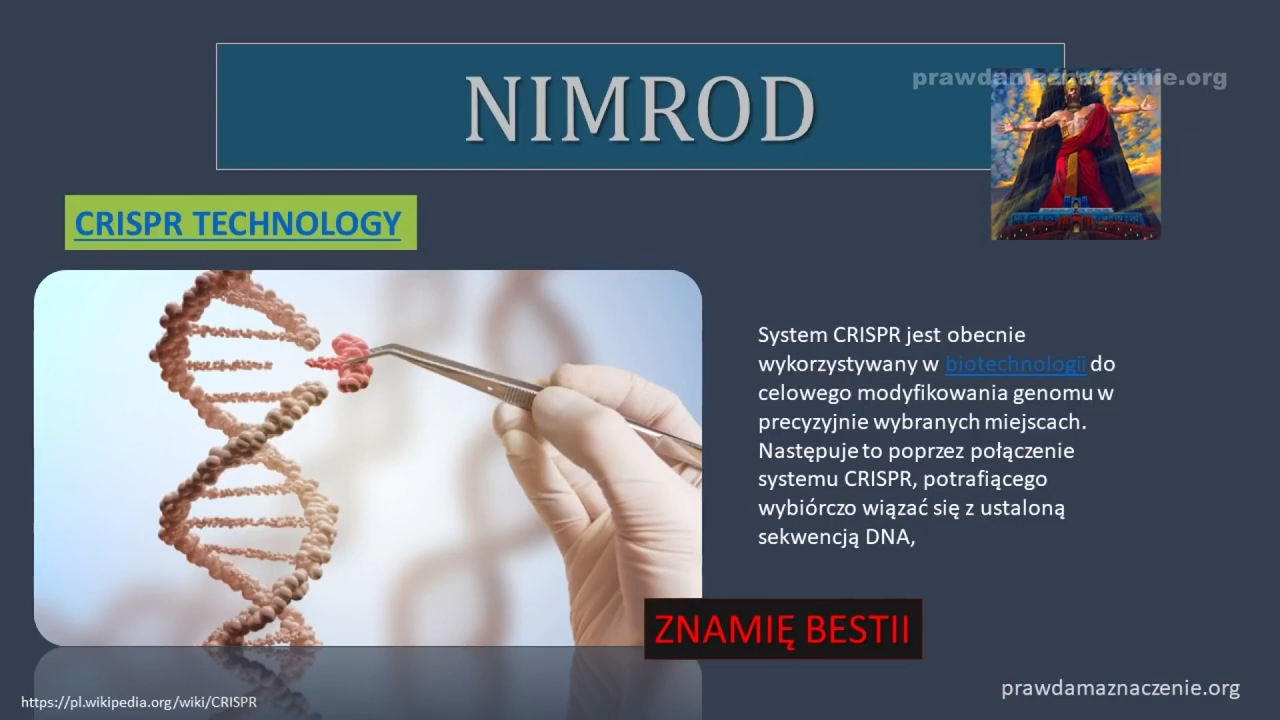 NIMROD
prawdamaznaczenie.org
CRISPR TECHNOLOGY
System CRISPR jest obecnie
wykorzystywany w biotechnologii do
celowego modyfikowania genomu w
precyzyjnie wybranych miejscach.
Następuje to poprzez połączenie
systemu CRISPR, potrafiącego
wybiórczo wiązać się z ustaloną
sekwencją DNA,
ZNAMIĘ BESTII
prawdamaznaczenie.org
https://pl.wikipedia.org/wiki/CRISPR